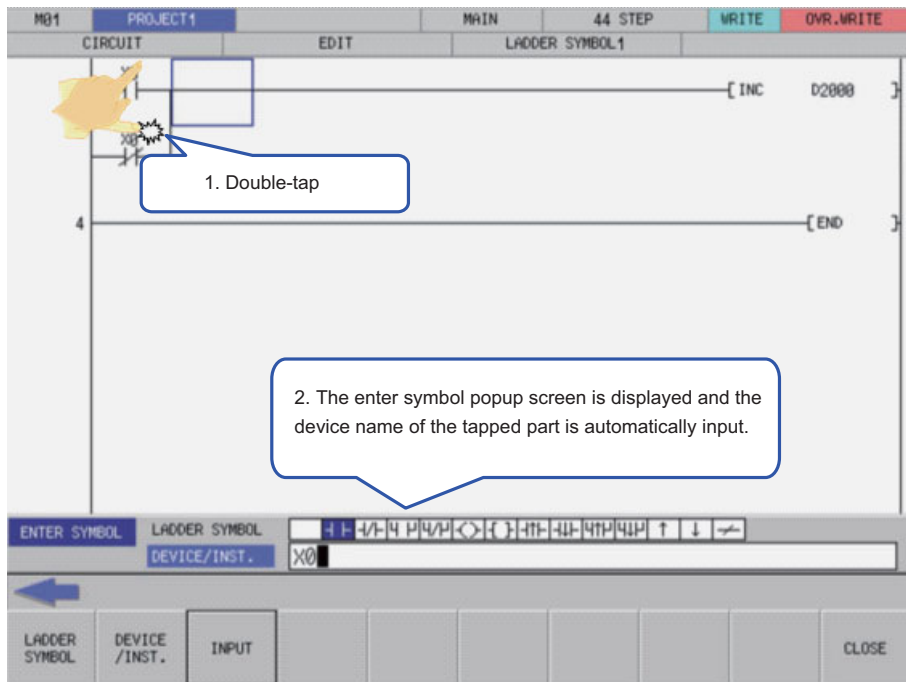 M01 PROJECT1 MAIN 44 STEP WRITE OVR.WRITE
CIRCUIT EDIT LADDER SYMBOL1
[ INC D2000 ]
X0
1. Double-tap
4 [ END ]
2. The enter symbol popup screen is displayed and the
device name of the tapped part is automatically input.
ENTER SYMBOL LADDER SYMBOL
DEVICE/INST. X0
LADDER SYMBOL
DEVICE /INST.
INPUT
CLOSE